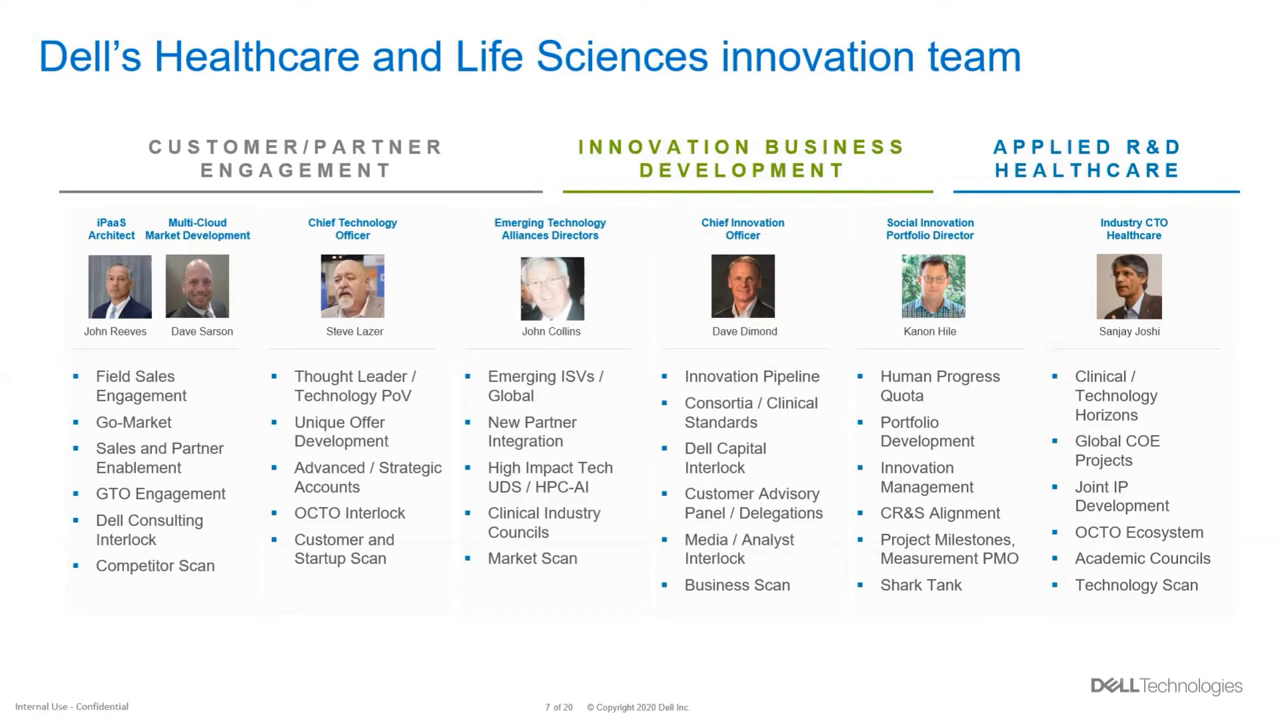 Dell's Healthcare and Life Sciences innovation team
CUSTOMER/PARTNER
ENGAGEMENT
INNOVATION BUSINESS
DEVELOPMENT
APPLIED R&D
HEALTHCARE
iPaaS
Architect
Multi-Cloud
Market Development
John Reeves
Dave Sarson
▪ Field Sales
Engagement
▪ Go-Market
▪ Sales and Partner
Enablement
▪ GTO Engagement
▪ Dell Consulting
Interlock
▪ Competitor Scan
Chief Technology
Officer
Steve Lazer
▪ Thought Leader /
Technology PoV
▪ Unique Offer
Development
▪ Advanced / Strategic
Accounts
▪ OCTO Interlock
▪ Customer and
Startup Scan
Emerging Technology
Alliances Directors
John Collins
▪ Emerging ISVs /
Global
▪ New Partner
Integration
▪ High Impact Tech
UDS / HPC-AI
▪ Clinical Industry
Councils
▪ Market Scan
Chief Innovation
Officer
Dave Dimond
▪ Innovation Pipeline
▪ Consortia / Clinical
Standards
▪ Dell Capital
Interlock
▪ Customer Advisory
Panel / Delegations
▪ Media / Analyst
Interlock
▪ Business Scan
Social Innovation
Portfolio Director
Kanon Hile
▪ Human Progress
Quota
▪ Portfolio
Development
▪ Innovation
Management
▪ CR&S Alignment
▪ Project Milestones,
Measurement PMO
▪ Shark Tank
Industry CTO
Healthcare
Sanjay Joshi
▪ Clinical /
Technology
Horizons
▪ Global COE
Projects
▪ Joint IP
Development
▪ OCTO Ecosystem
▪ Academic Councils
▪ Technology Scan
DELLTechnologies
Internal Use - Confidential
7 of 20
© Copyright 2020 Dell Inc.